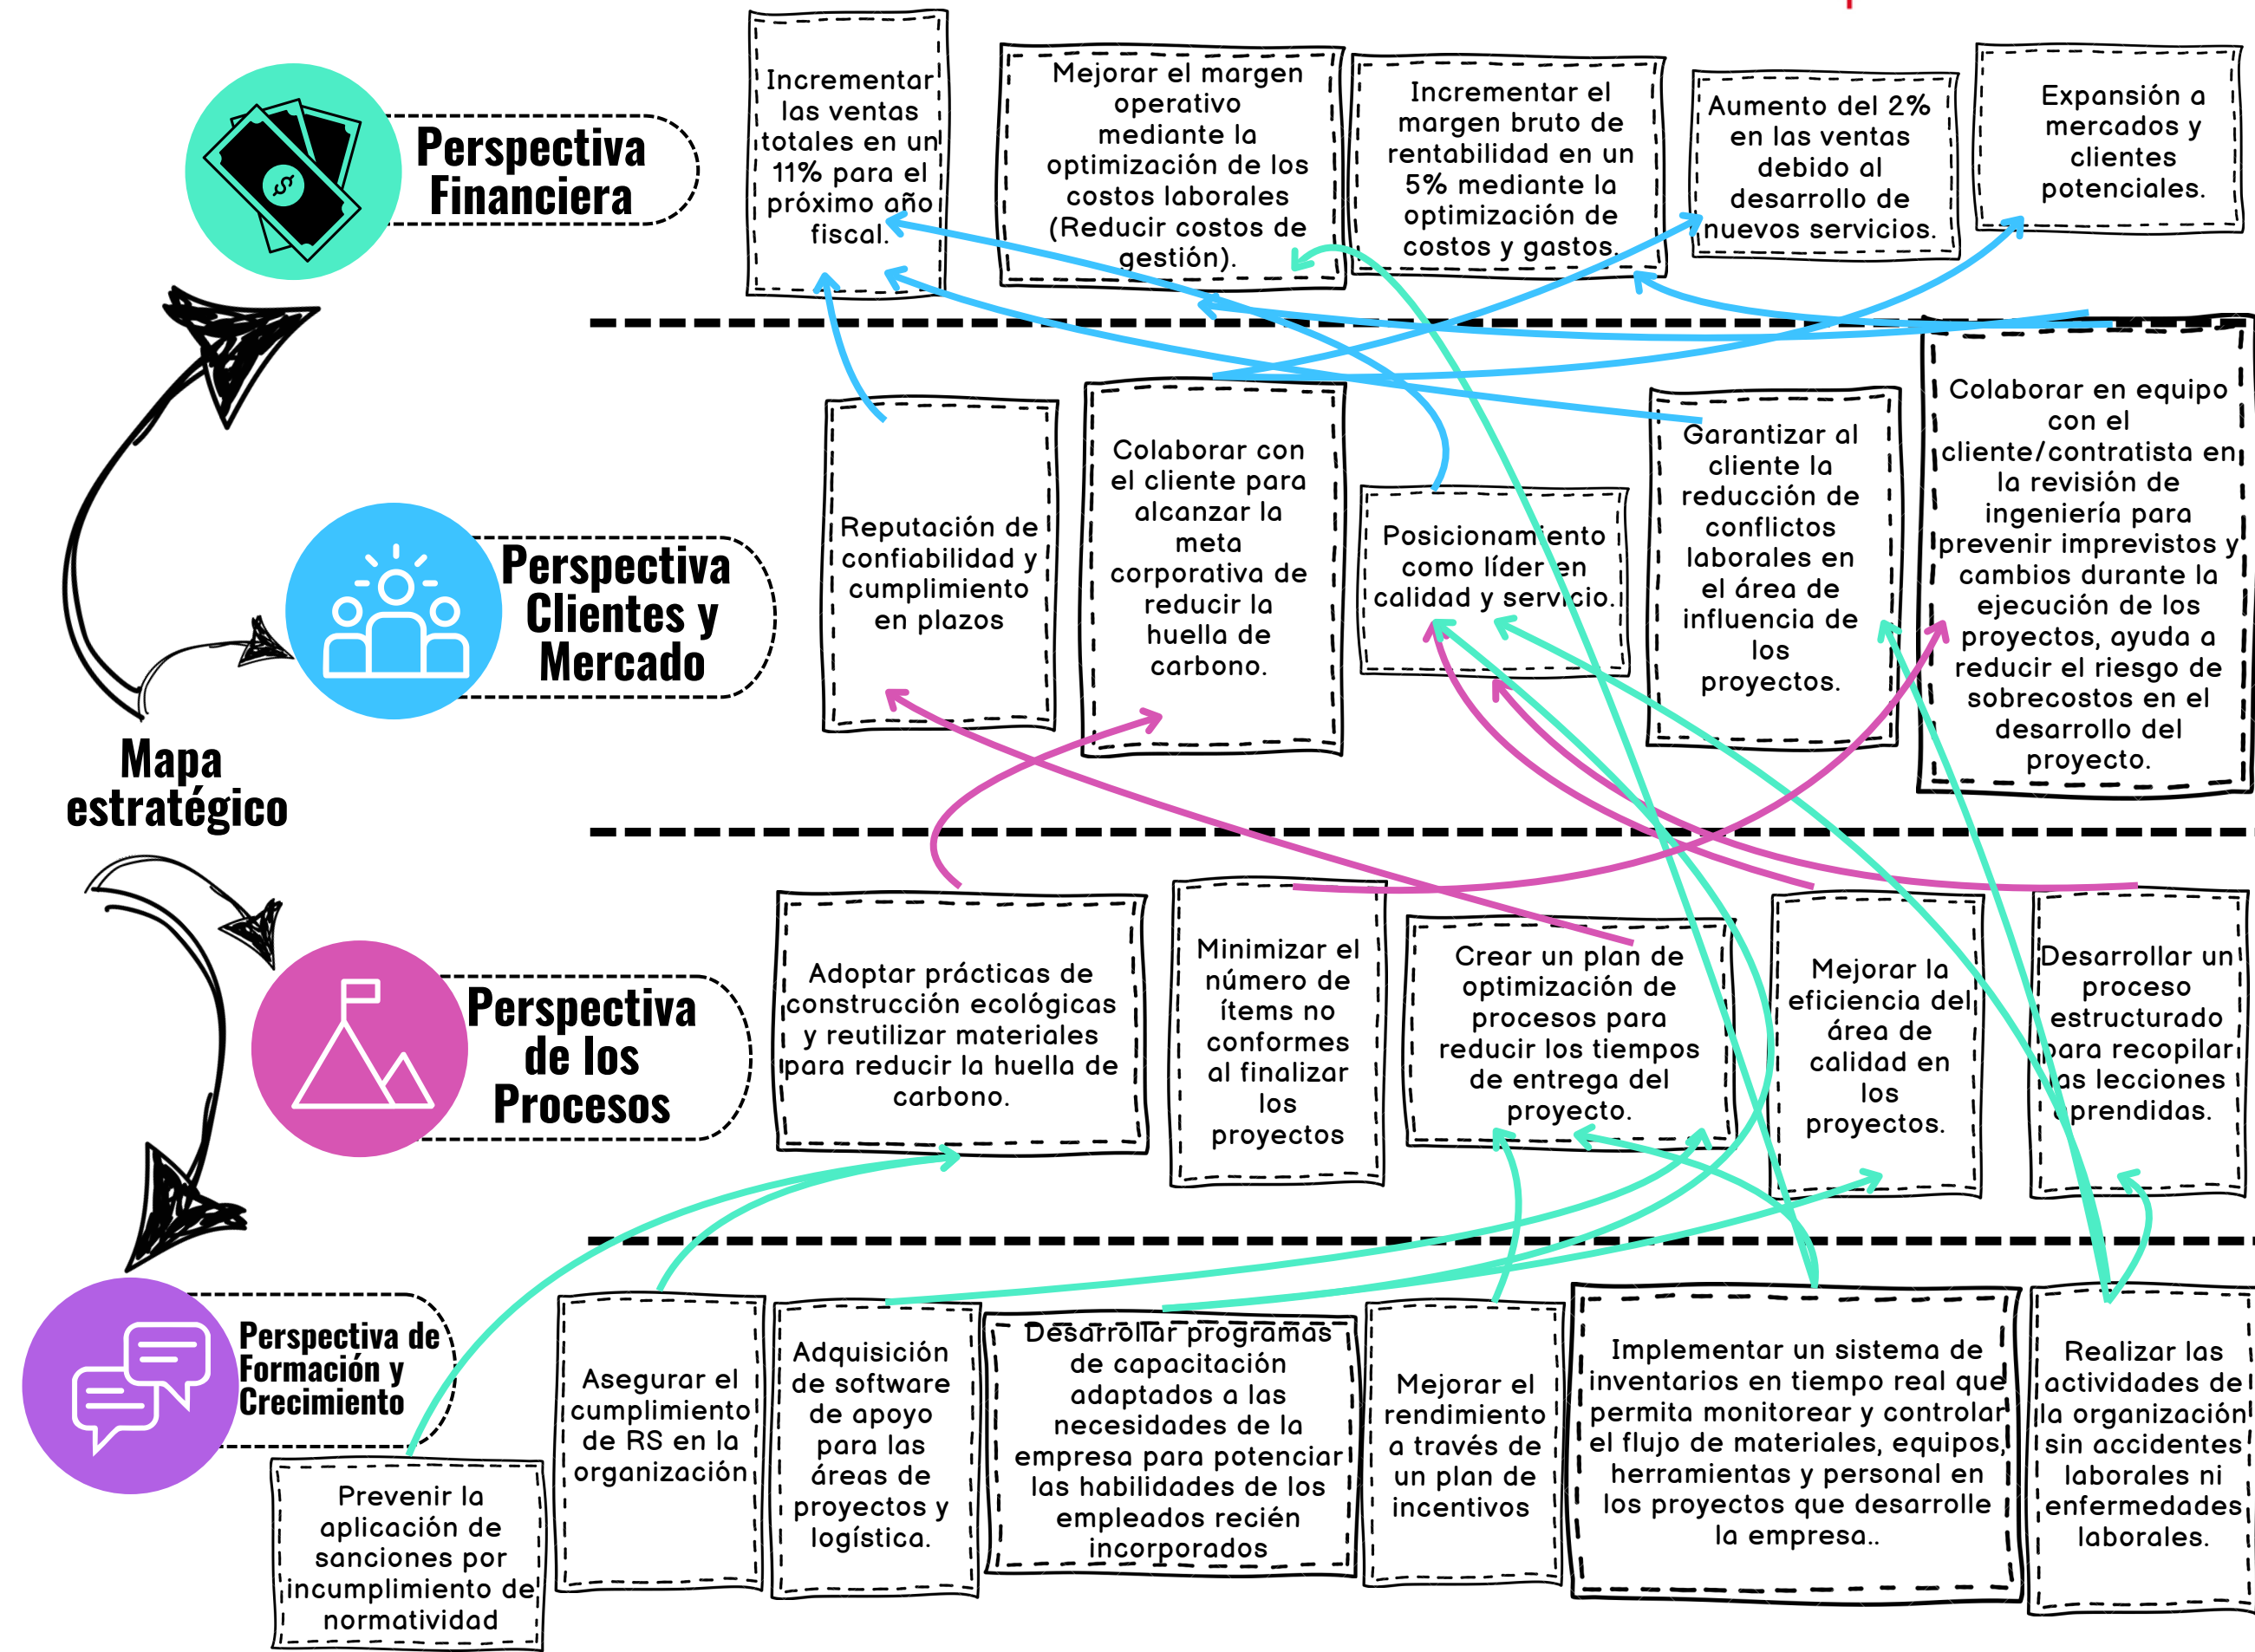 Perspectiva
Financiera
Incrementar
las ventas
totales en un
11% para el
próximo año
fiscal.
Mejorar el margen
operativo
mediante la
optimización de los
costos laborales
(Reducir costos de
gestión).
Incrementar el
margen bruto de
rentabilidad en un
5% mediante la
optimización de
costos y gastos.
Aumento del 2%
en las ventas
debido al
desarrollo de
nuevos servicios.
Expansión a
mercados y
clientes
potenciales.
Perspectiva
Clientes y
Mercado
Reputación de
confiabilidad y
cumplimiento
en plazos
Colaborar con
el cliente para
alcanzar la
meta
corporativa de
reducir la
huella de
carbono.
Posicionamiento
como líder en
calidad y servicio.
Garantizar al
cliente la
reducción de
conflictos
laborales en
el área de
influencia de
los
proyectos.
Colaborar en equipo
con el
cliente/contratista en
la revisión de
ingeniería para
prevenir imprevistos y
cambios durante la
ejecución de los
proyectos, ayuda a
reducir el riesgo de
sobrecostos en el
desarrollo del
proyecto.
Mapa
estratégico
Perspectiva
de los
Procesos
Adoptar prácticas de
construcción ecológicas
y reutilizar materiales
para reducir la huella de
carbono.
Minimizar el
número de
ítems no
conformes
al finalizar
los
proyectos
Crear un plan de
optimización de
procesos para
reducir los tiempos
de entrega del
proyecto.
Mejorar la
eficiencia del
área de
calidad en
los
proyectos.
Desarrollar un
proceso
estructurado
para recopilar
las lecciones
aprendidas.
Perspectiva de
Formación y
Crecimiento
Prevenir la
aplicación de
sanciones por
incumplimiento de
normatividad
Asegurar el
cumplimiento
de RS en la
organización
Adquisición
de software
de apoyo
para las
áreas de
proyectos y
logística.
Desarrollar programas
de capacitación
adaptados a las
necesidades de la
empresa para potenciar
las habilidades de los
empleados recién
incorporados
Mejorar el
rendimiento
a través de
un plan de
incentivos
Implementar un sistema de
inventarios en tiempo real que
permita monitorear y controlar
el flujo de materiales, equipos,
herramientas y personal en
los proyectos que desarrolle
la empresa..
Realizar las
actividades de
la organización
sin accidentes
laborales ni
enfermedades
laborales.